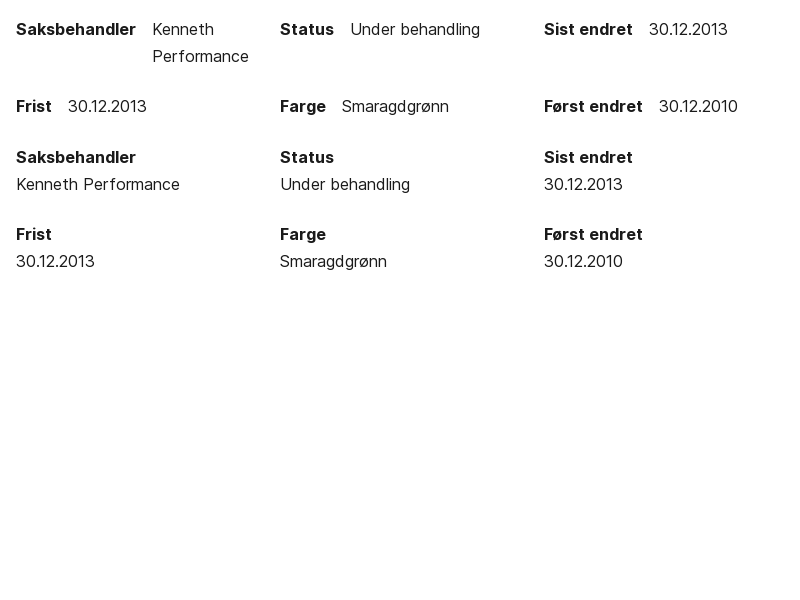 Saksbehandler Kenneth Performance Status Under behandling Sist endret 30.12.2013
Frist 30.12.2013 Farge Smaragdgrønn Først endret 30.12.2010
Saksbehandler Status Sist endret
Kenneth Performance Under behandling 30.12.2013
Frist Farge Først endret
30.12.2013 Smaragdgrønn 30.12.2010